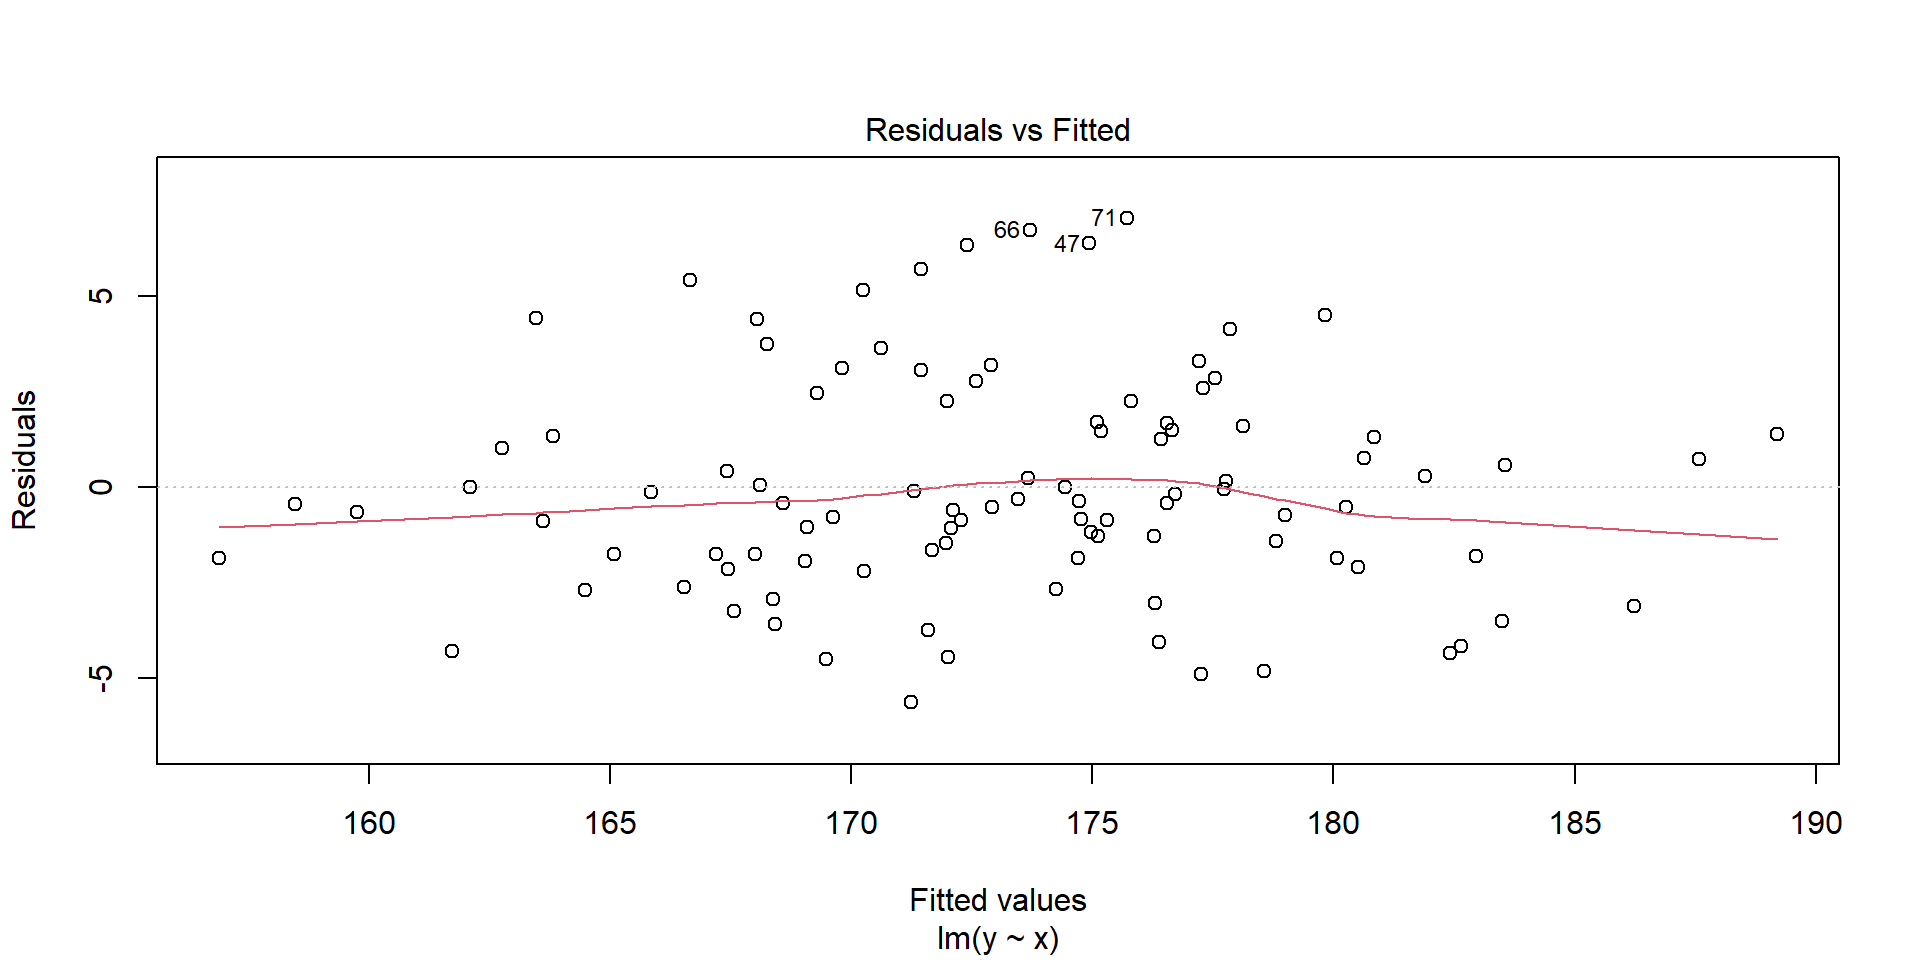 Residuals vs Fitted
Residuals
5
0
-5
66
47
71
160 165 170 175 180 185 190
Fitted values
lm(y ~ x)